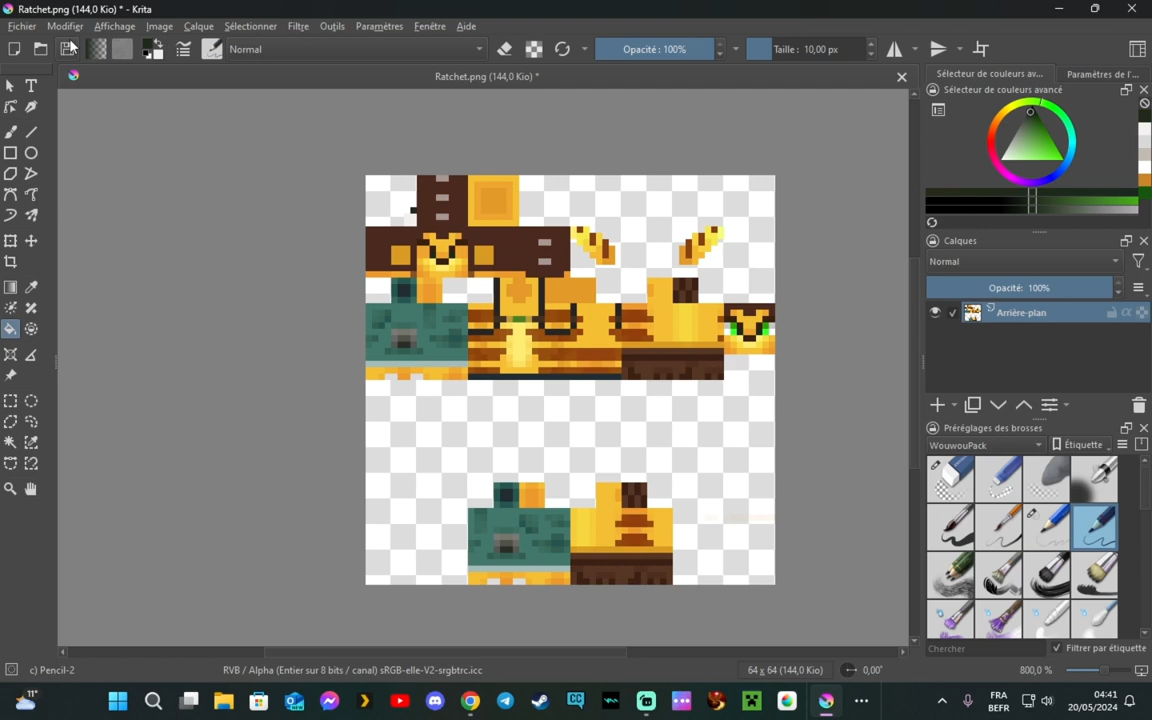 Ratchet.png (144,0 Kio) * - Krita
Fichier Modifier Affichage Image Calque Sélectionner Filtre Outils Paramètres Fenêtre Aide
Normal Opacité : 100% Taille : 10,00 px
Ratchet.png (144,0 Kio) *
Sélecteur de couleurs av... Paramètres de l'...
Sélecteur de couleurs avancé
Calques
Normal
Opacité: 100%
Arrière-plan
Préréglages des brosses
WouwouPack Étiquette
Chercher Filtrer par étiquette
c) Pencil-2 RVB / Alpha (Entier sur 8 bits / canal) sRGB-elle-V2-srgbtrc.icc 64 x 64 (144,0 Kio) 0,00° 800,0 %
11°
FRA
BEFR
04:41
20/05/2024